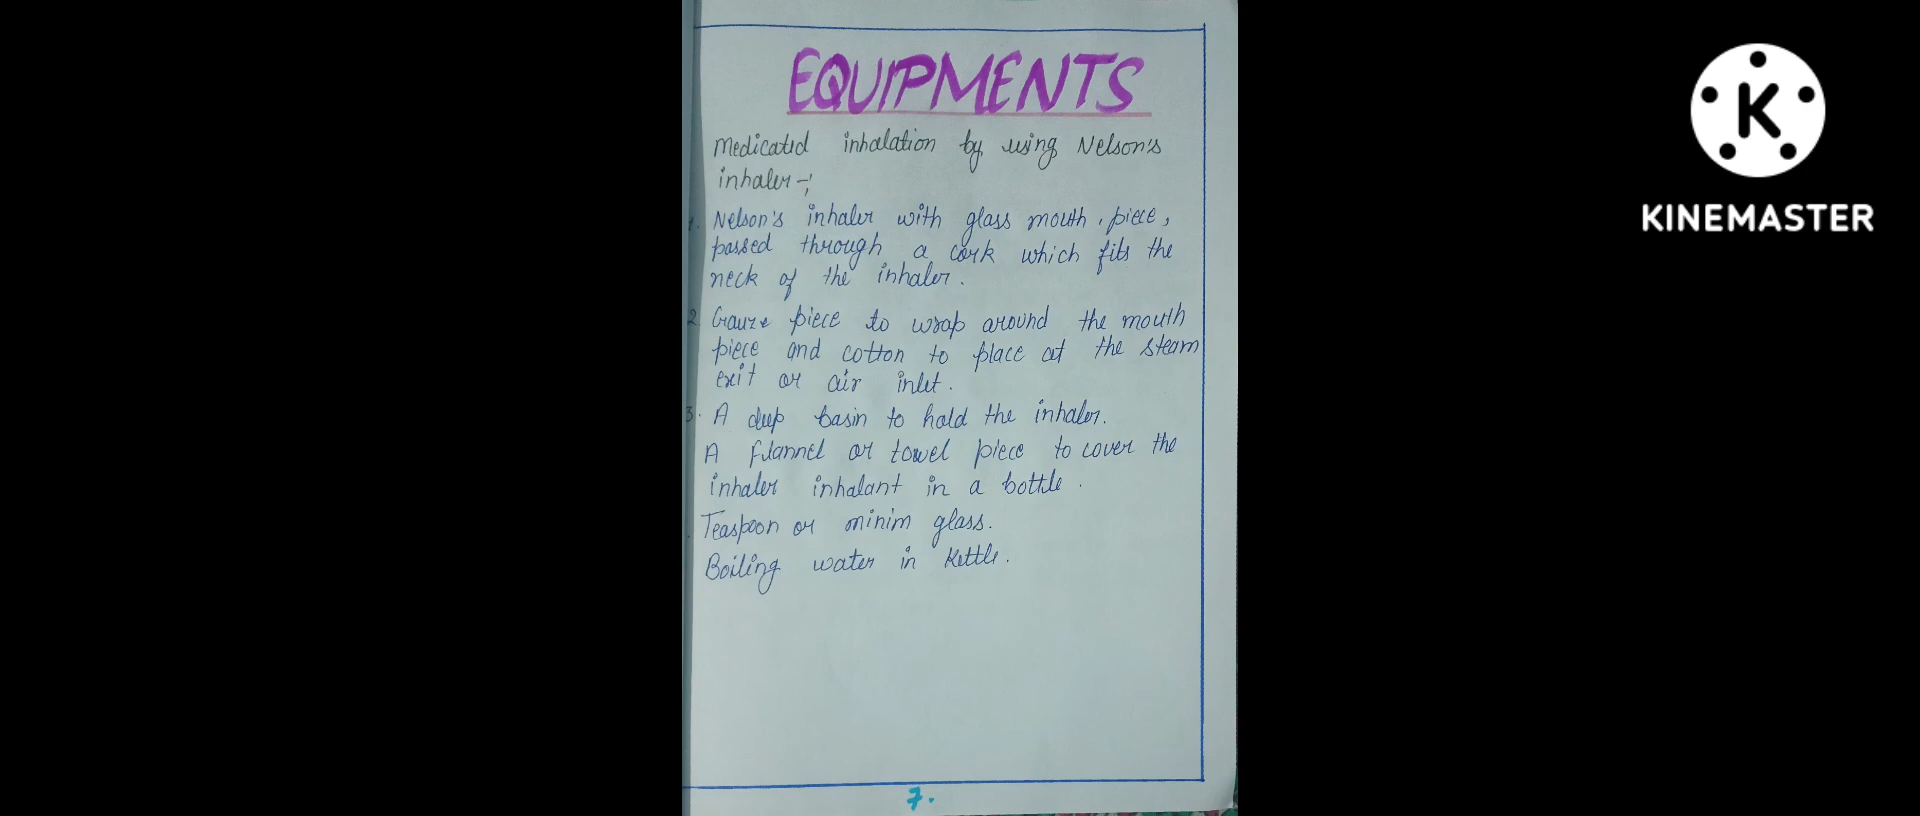 EQUIPMENTS
Medicated inhalation by using Nelson's
inhaler-;
1. Nelson's inhaler with glass mouth, piece,
passed through a cork which fits the
neck of the inhaler.
2. Gauze piece to wrap around the mouth
piece and cotton to place at the steam
exit or air inlet.
3. A deep basin to hold the inhaler.
A flannel or towel piece to cover the
inhaler inhalant in a bottle.
Teaspoon or minim glass.
Boiling water in kettle.
7.
K
KINEMASTER